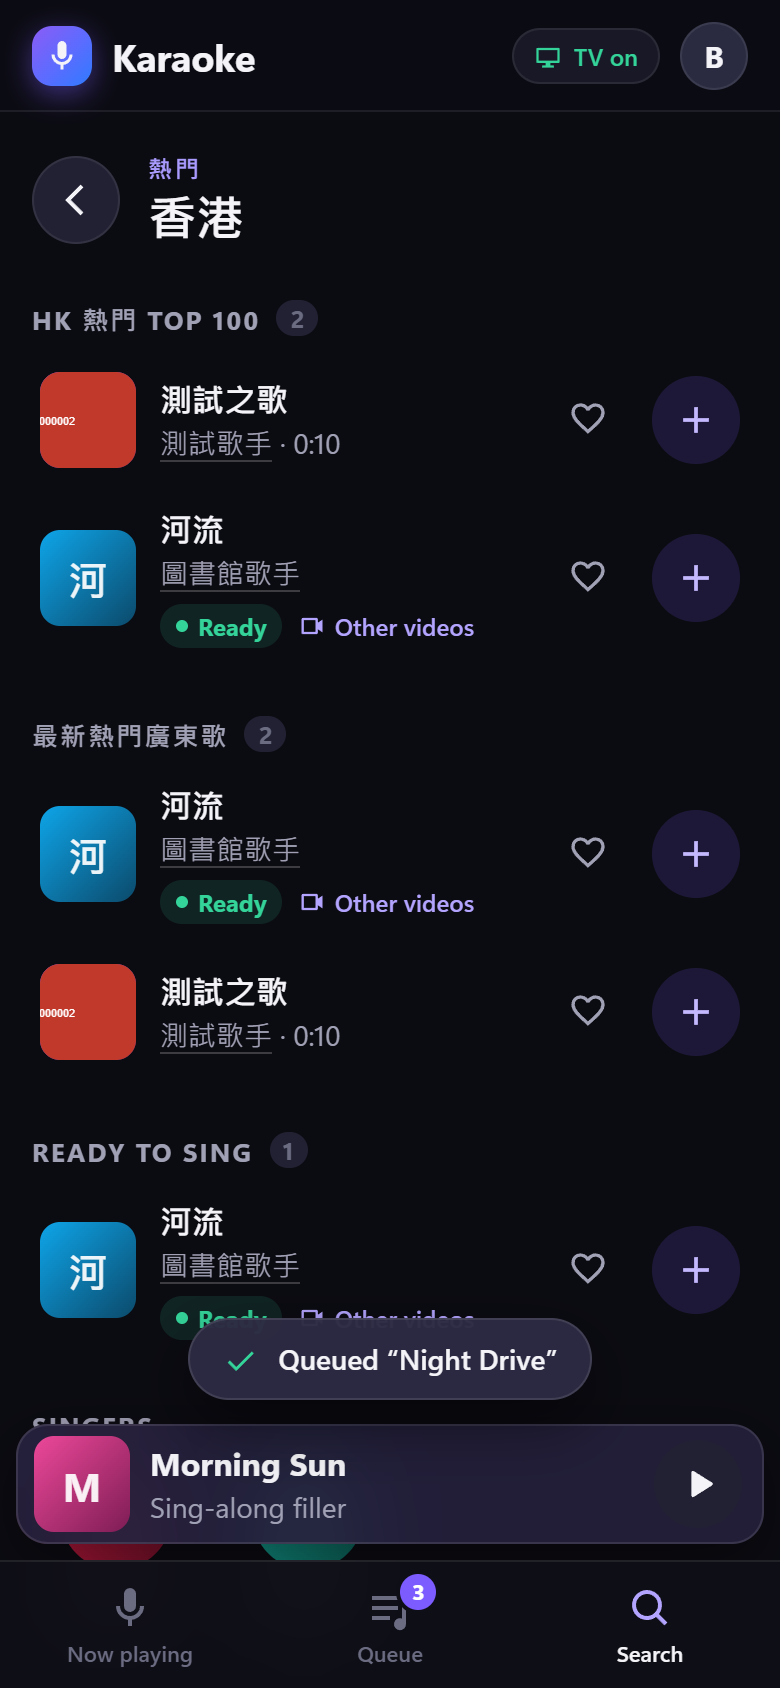 Karaoke
TV on
B
熱門
香港
HK 熱門 TOP 100 2
000002
測試之歌
測試歌手 · 0:10
河
河流
圖書館歌手
Ready Other videos
最新熱門廣東歌 2
河
河流
圖書館歌手
Ready Other videos
000002
測試之歌
測試歌手 · 0:10
READY TO SING 1
河
河流
圖書館歌手
Ready Other videos
Queued “Night Drive”
SINGERS
M
Morning Sun
Sing-along filler
3
Now playing
Queue
Search